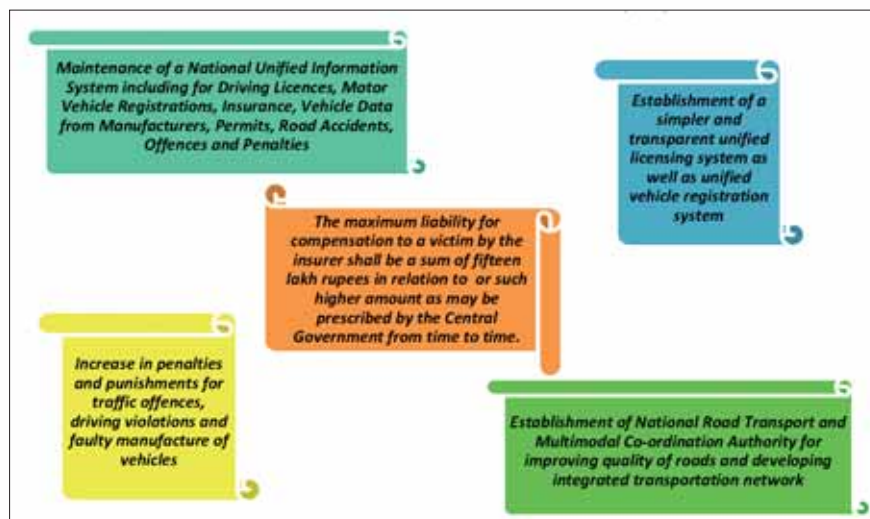 Maintenance of a National Unified Information
System including for Driving Licences, Motor
Vehicle Registrations, Insurance, Vehicle Data
from Manufacturers, Permits, Road Accidents,
Offences and Penalties
Establishment of a
simpler and
transparent unified
licensing system as
well as unified
vehicle registration
system
The maximum liability for
compensation to a victim by the
insurer shall be a sum of fifteen
lakh rupees in relation to or such
higher amount as may be
prescribed by the Central
Government from time to time.
Increase in penalties
and punishments for
traffic offences,
driving violations and
faulty manufacture of
vehicles
Establishment of National Road Transport and
Multimodal Co-ordination Authority for
improving quality of roads and developing
integrated transportation network